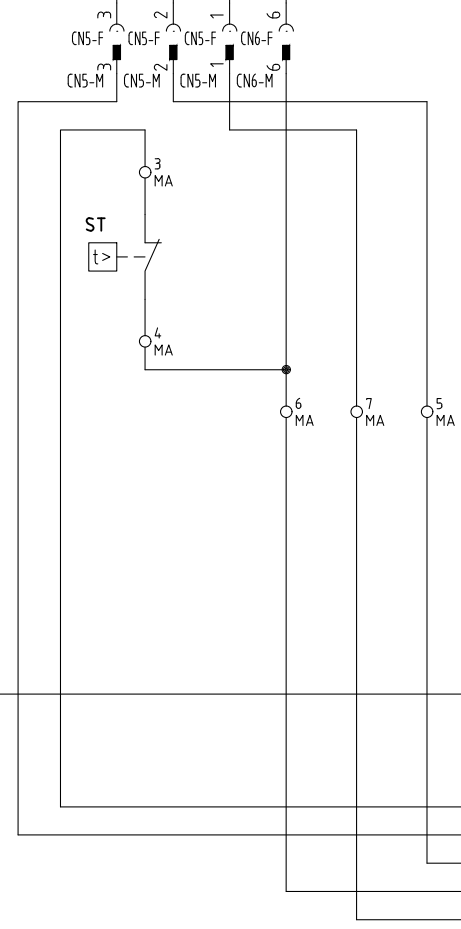 3 2 1 6
CN5-F CN5-F CN5-F CN6-F
3 2 1 6
CN5-M CN5-M CN5-M CN6-M
3
MA
ST
t>
4
MA
6 7 5
MA MA MA